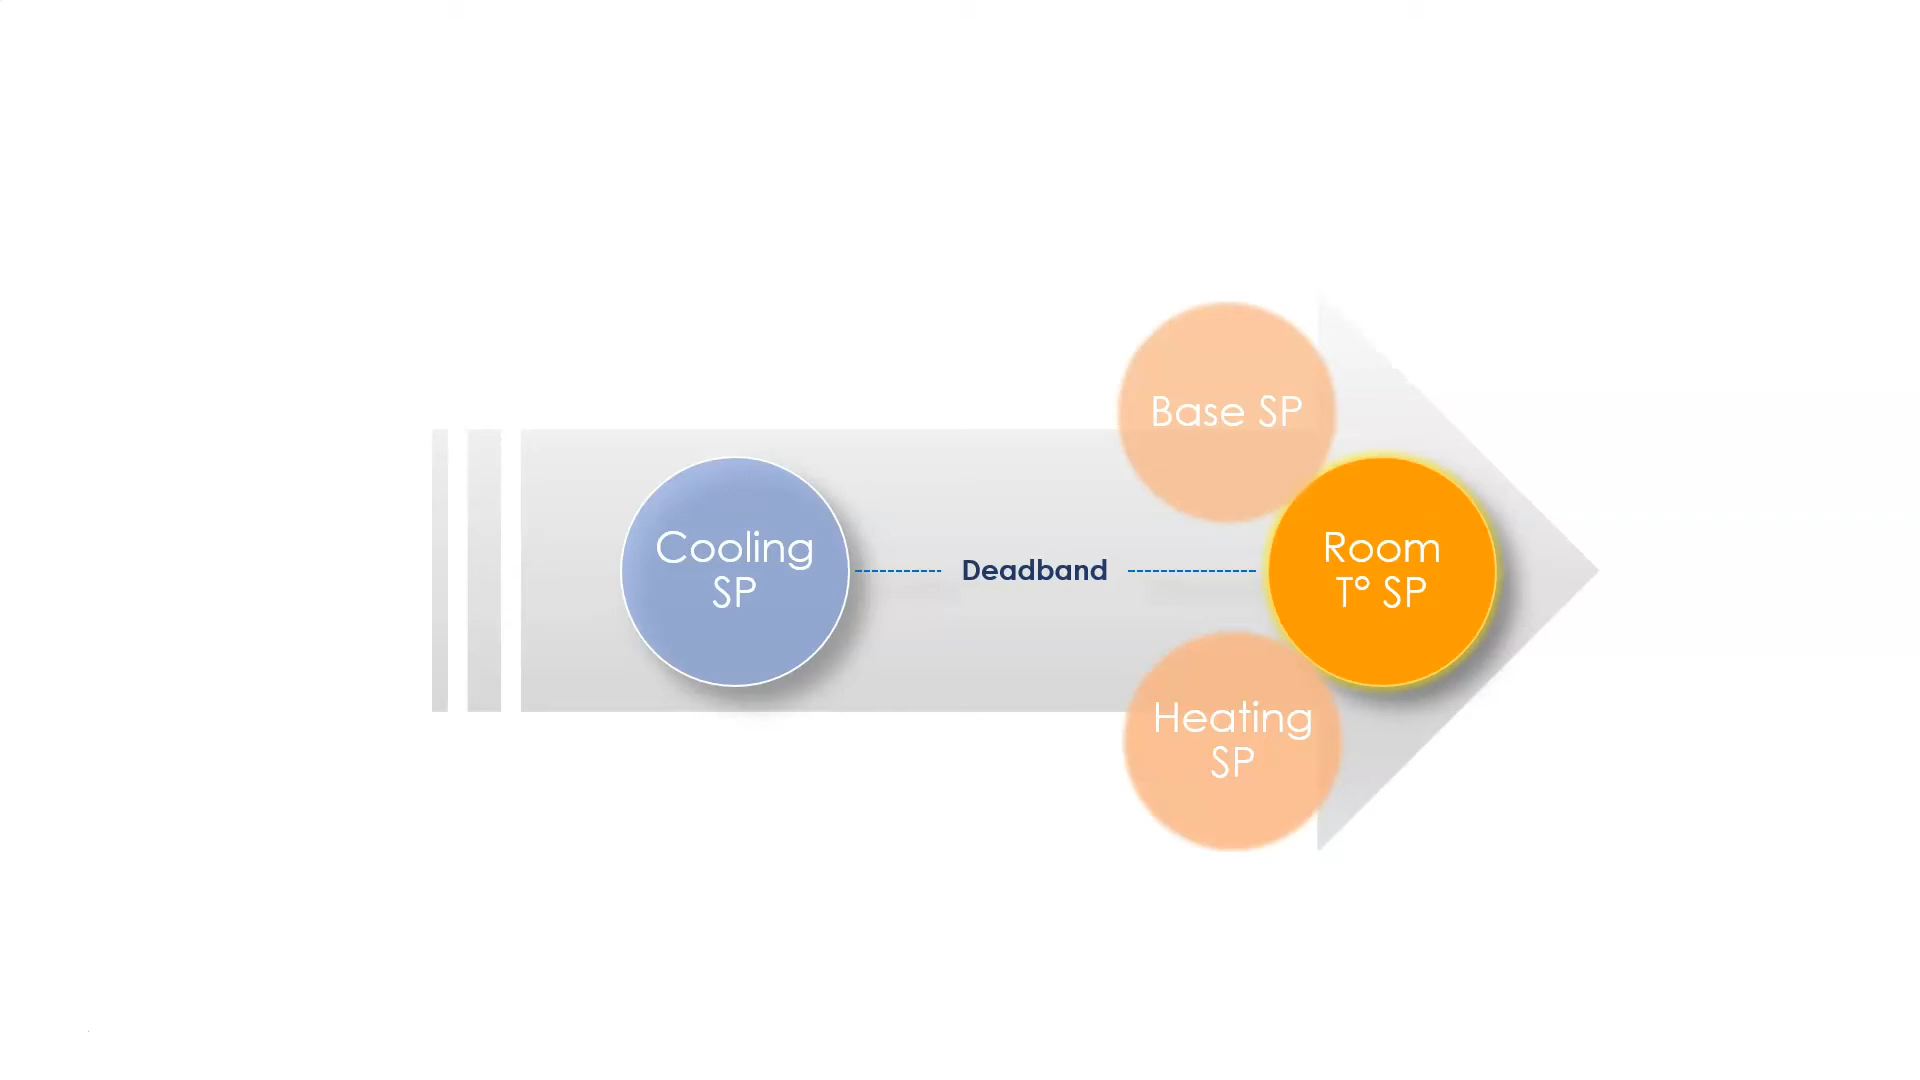 Base SP
Cooling
SP
Deadband
Room
T° SP
Heating
SP